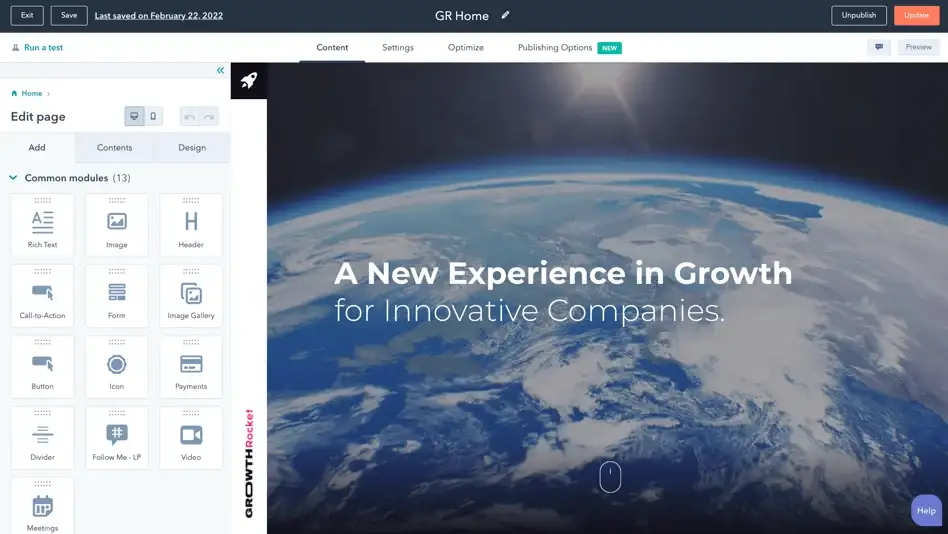 Exit
Save
Last saved on February 22, 2022
GR Home
Unpublish
Update
Run a test
Content
Settings
Optimize
Publishing Options NEW
Preview
Home
Edit page
Add
Contents
Design
Common modules (13)
Rich Text
Image
Header
Call-to-Action
Form
Image Gallery
Button
Icon
Payments
Divider
Follow Me - LP
Video
Meetings
GROWTHRocket
A New Experience in Growth
for Innovative Companies.
Help